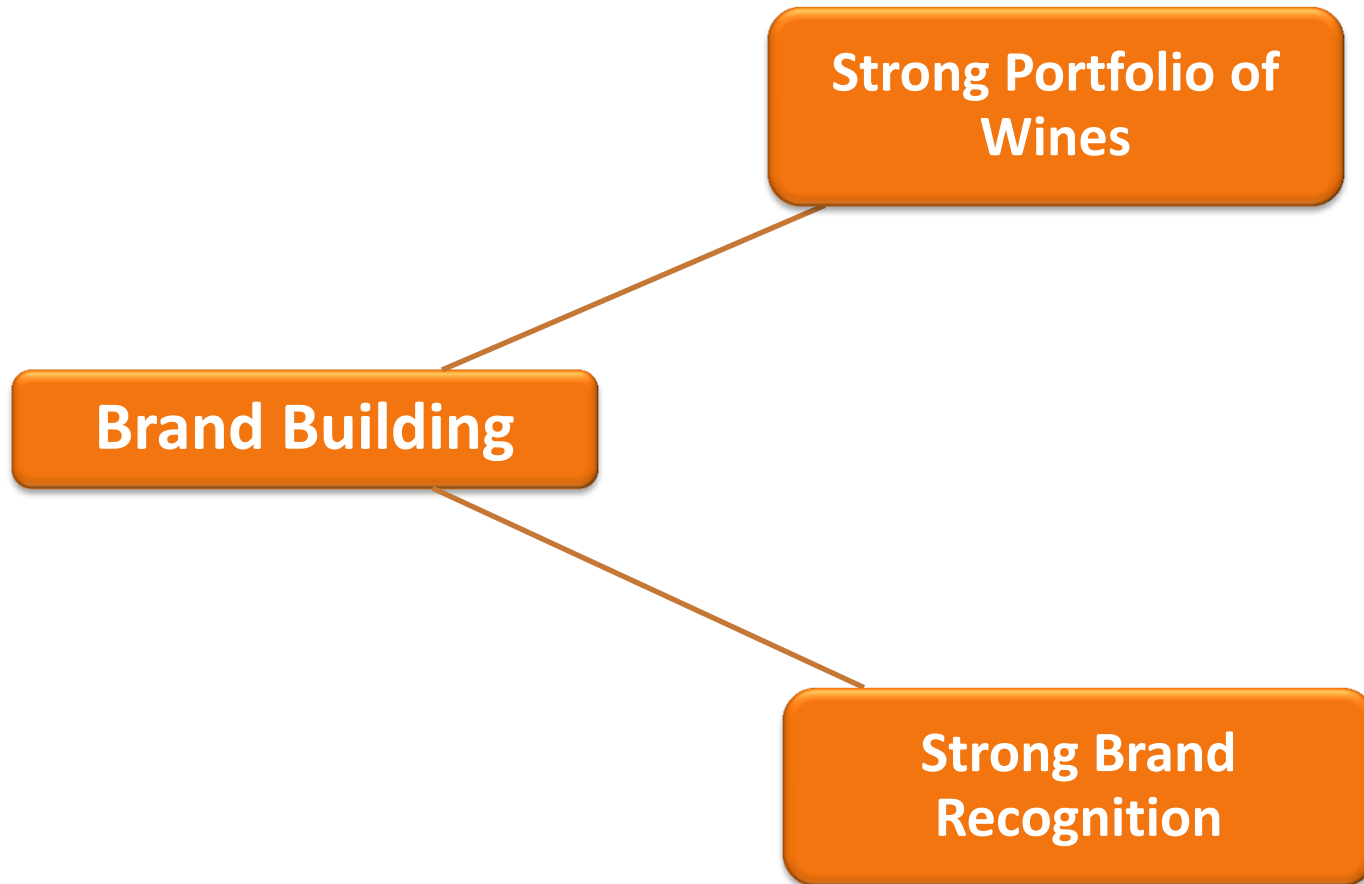 Strong Portfolio of
Wines
Brand Building
Strong Brand
Recognition